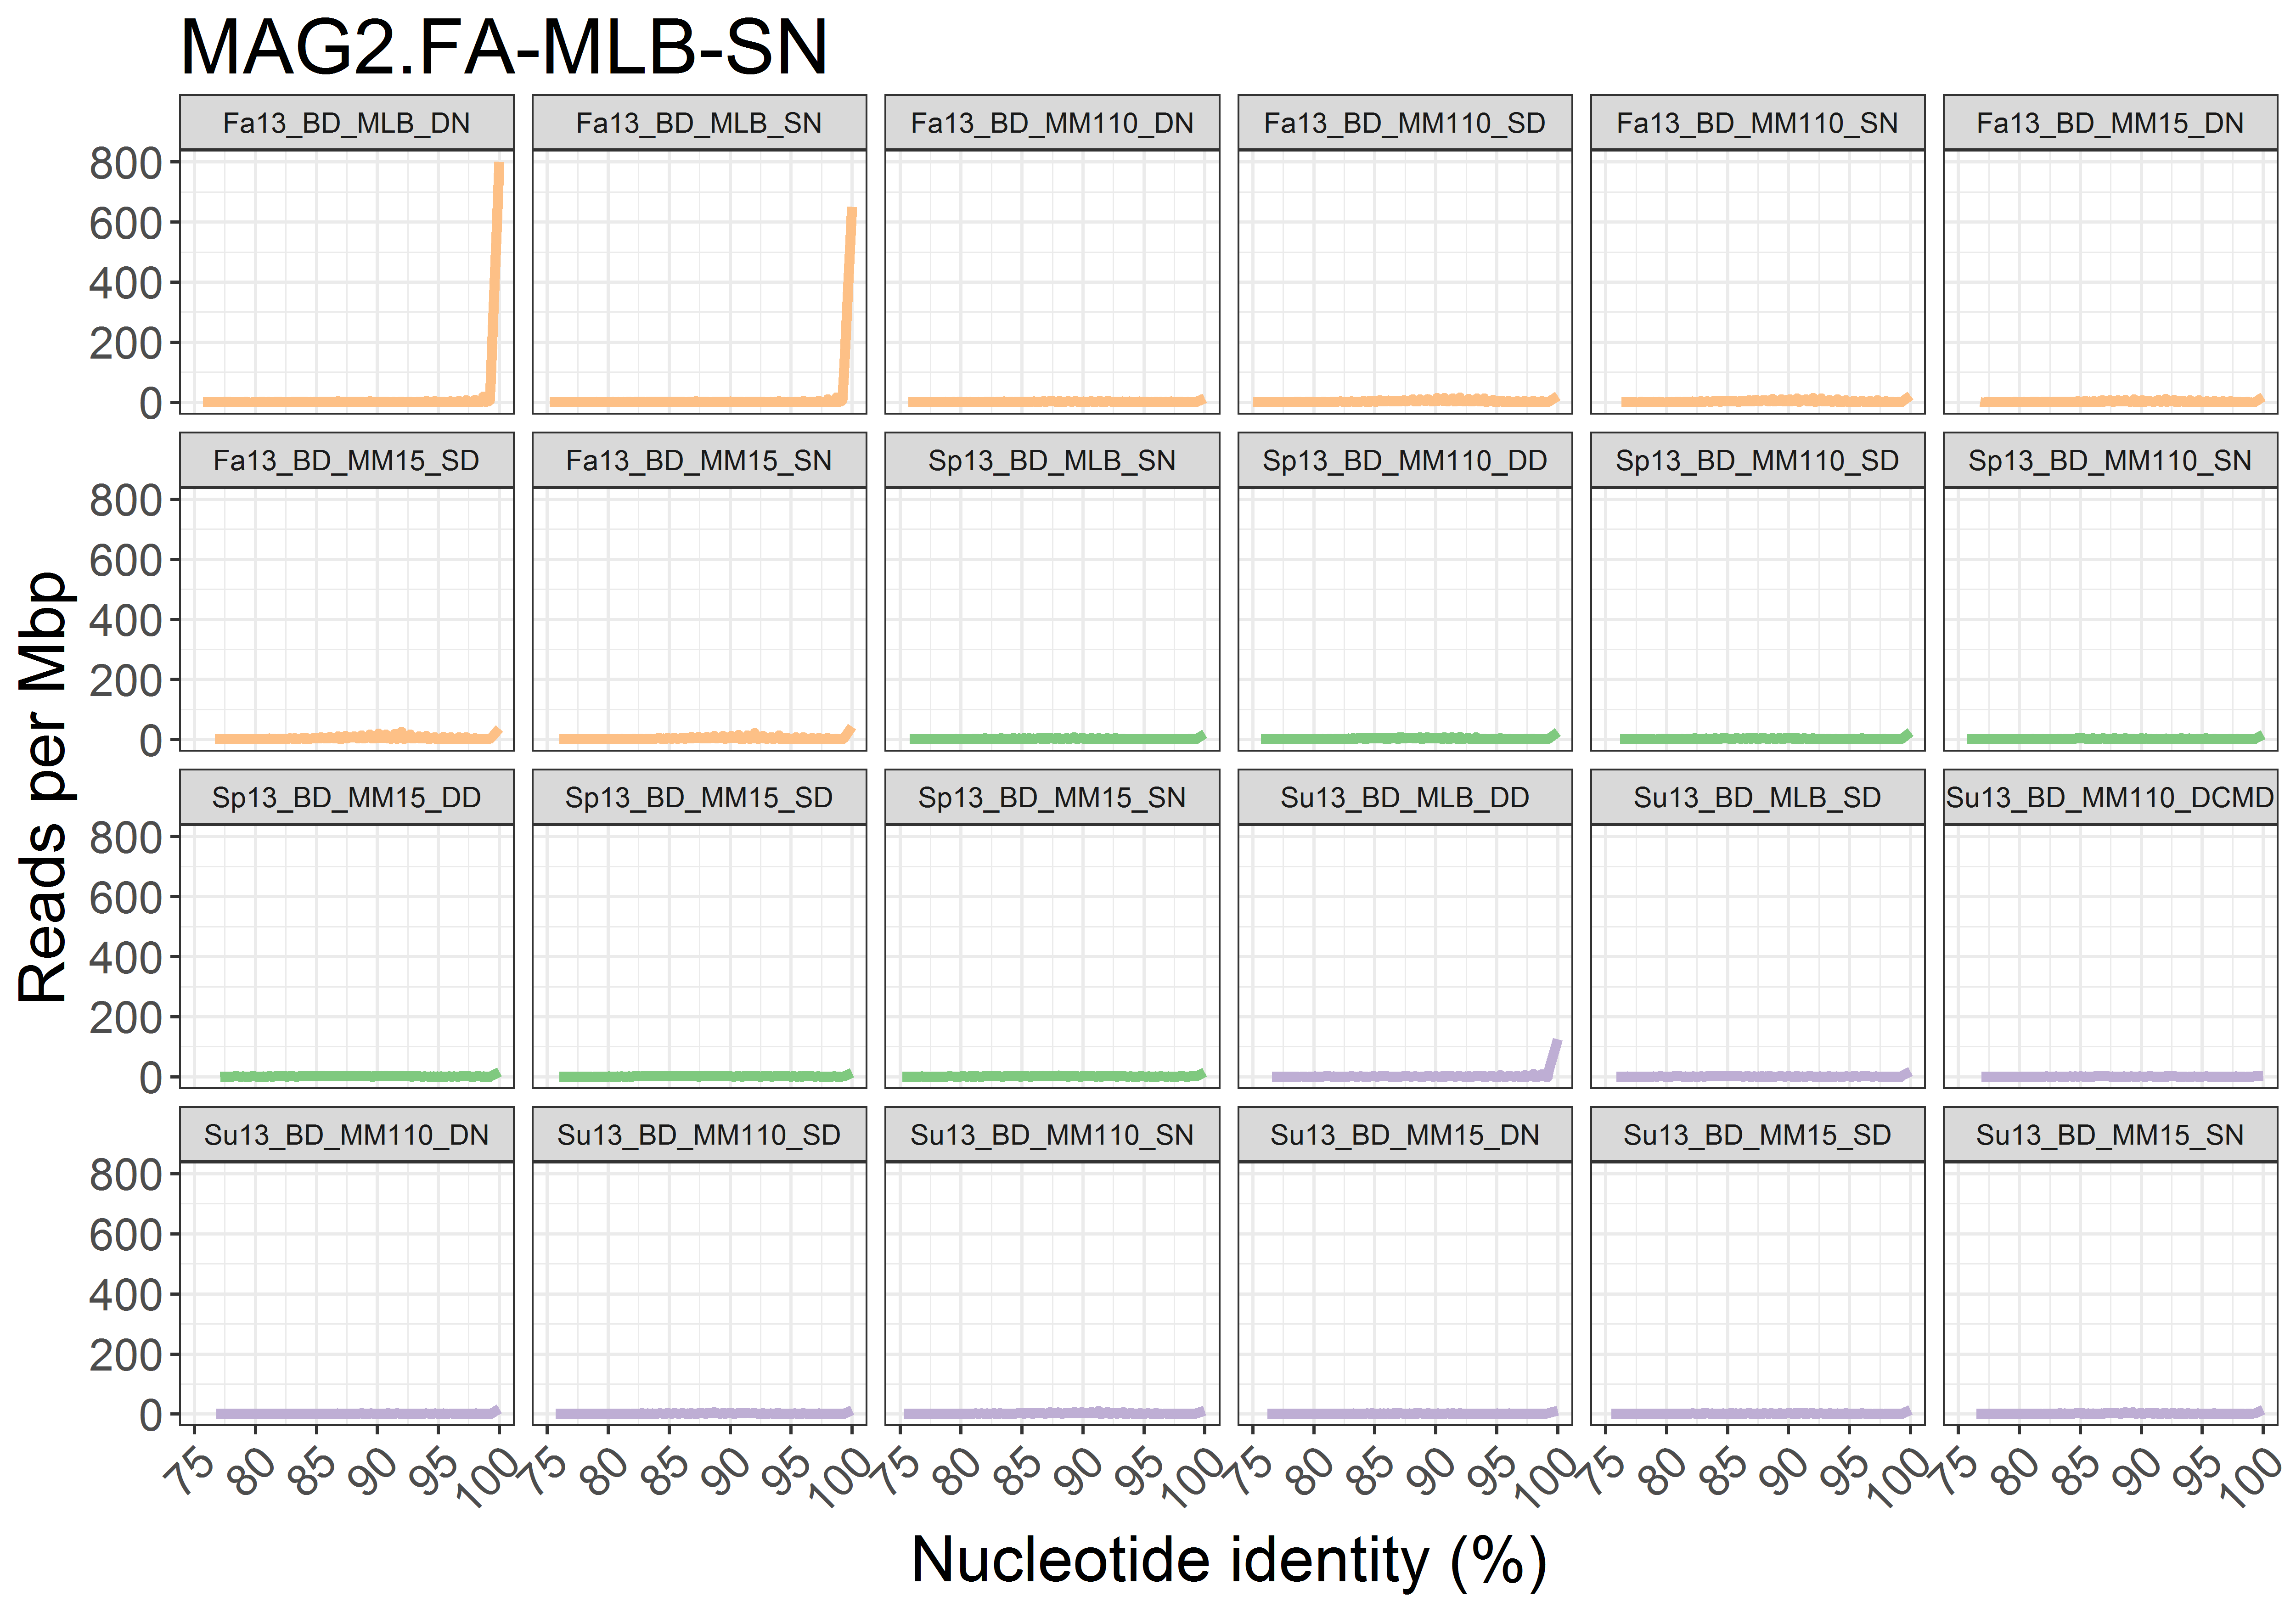 MAG2.FA-MLB-SN
Fa13_BD_MLB_DN Fa13_BD_MLB_SN Fa13_BD_MM110_DN Fa13_BD_MM110_SD Fa13_BD_MM110_SN Fa13_BD_MM15_DN
800
600
400
200
0
Fa13_BD_MM15_SD Fa13_BD_MM15_SN Sp13_BD_MLB_SN Sp13_BD_MM110_DD Sp13_BD_MM110_SD Sp13_BD_MM110_SN
800
600
400
200
0
Sp13_BD_MM15_DD Sp13_BD_MM15_SD Sp13_BD_MM15_SN Su13_BD_MLB_DD Su13_BD_MLB_SD Su13_BD_MM110_DCMD
800
600
400
200
0
Su13_BD_MM110_DN Su13_BD_MM110_SD Su13_BD_MM110_SN Su13_BD_MM15_DN Su13_BD_MM15_SD Su13_BD_MM15_SN
800
600
400
200
0
75 80 85 90 95 100 75 80 85 90 95 100 75 80 85 90 95 100 75 80 85 90 95 100 75 80 85 90 95 100 75 80 85 90 95 100
Nucleotide identity (%)
Reads per Mbp